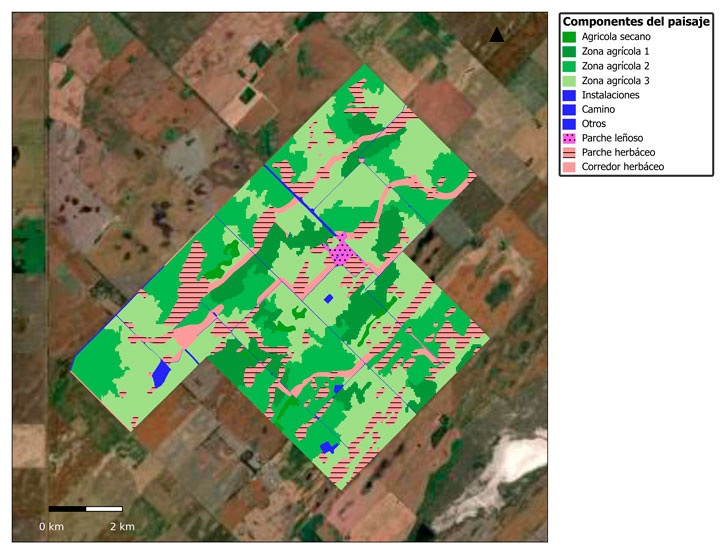 Componentes del paisaje
Agricola secano
Zona agrícola 1
Zona agrícola 2
Zona agrícola 3
Instalaciones
Camino
Otros
Parche leñoso
Parche herbáceo
Corredor herbáceo
0 km 2 km